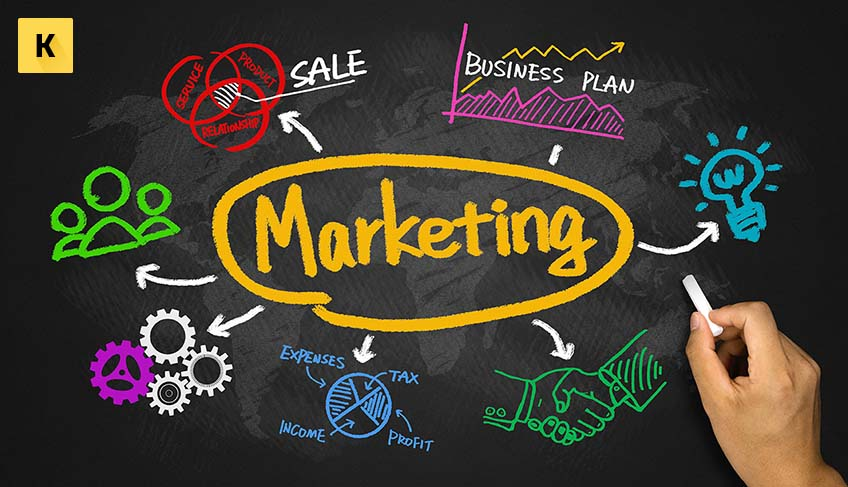 K
SALE
SERVICE
PRODUCT
RELATIONSHIP
BUSINESS PLAN
Marketing
EXPENSES
TAX
INCOME
PROFIT